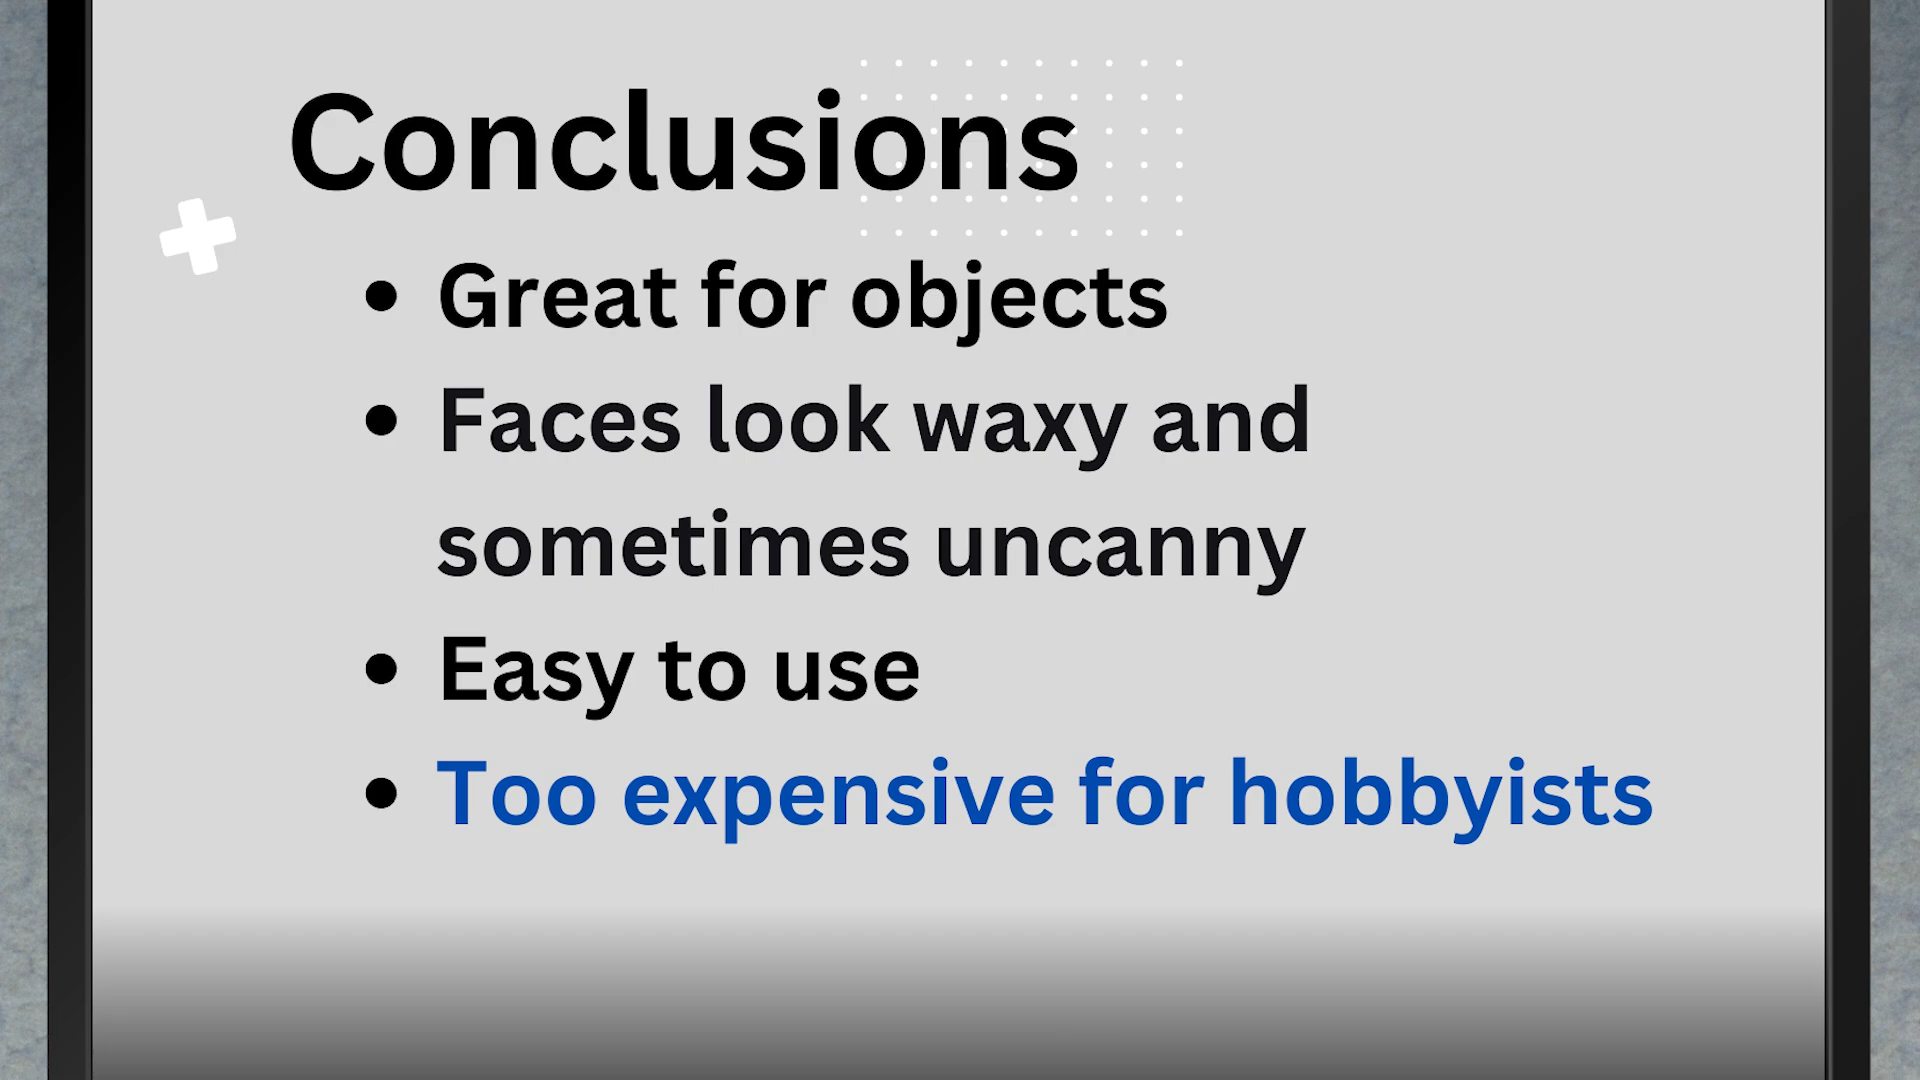 Conclusions
• Great for objects
• Faces look waxy and
sometimes uncanny
• Easy to use
• Too expensive for hobbyists